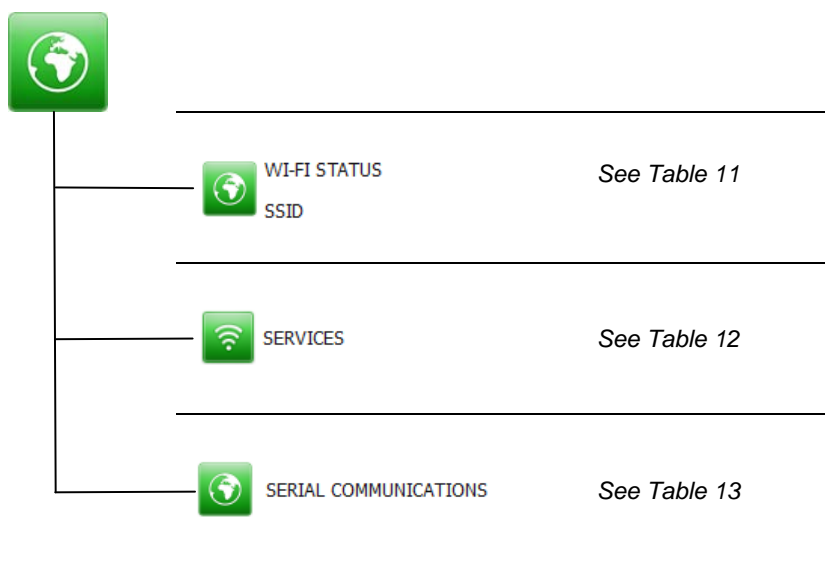 WI-FI STATUS
See Table 11
SSID
SERVICES
See Table 12
SERIAL COMMUNICATIONS
See Table 13